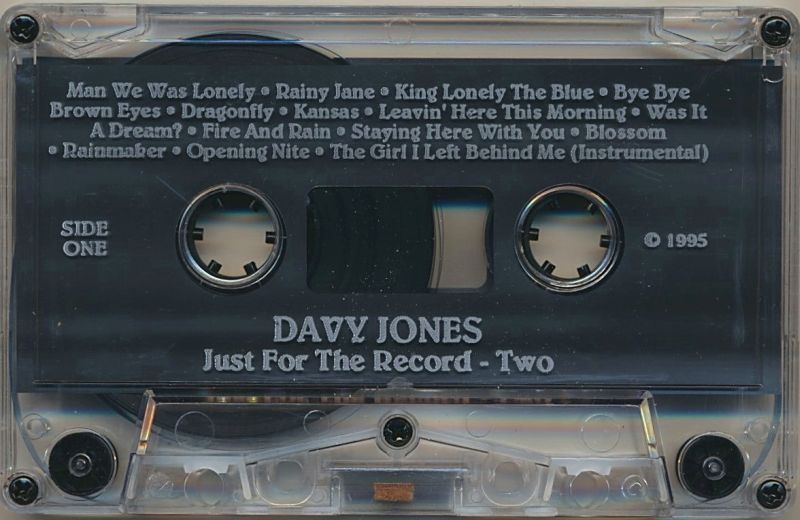 Man We Was Lonely • Rainy Jane • King Lonely The Blue • Bye Bye
Brown Eyes • Dragonfly • Kansas • Leavin' Here This Morning • Was It
A Dream? • Fire And Rain • Staying Here With You • Blossom
• Rainmaker • Opening Nite • The Girl I Left Behind Me (Instrumental)
SIDE
ONE
© 1995
DAVY JONES
Just For The Record - Two